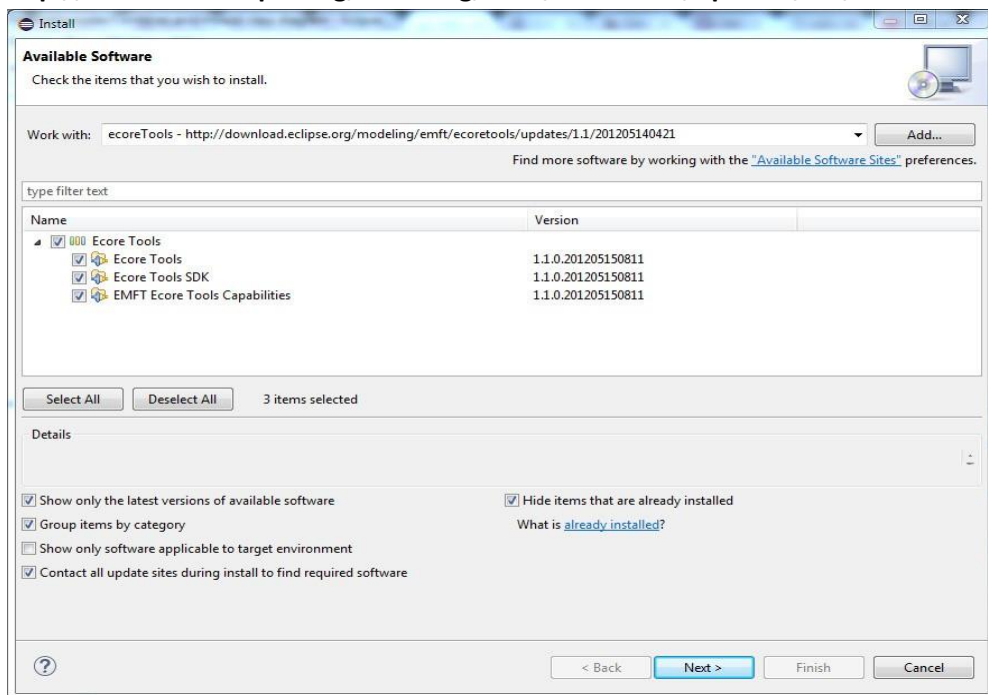 Install
Available Software
Check the items that you wish to install.
Work with: ecoreTools - http://download.eclipse.org/modeling/emft/ecoretools/updates/1.1/201205140421 Add...
Find more software by working with the "Available Software Sites" preferences.
type filter text
Name Version
Ecore Tools
Ecore Tools 1.1.0.201205150811
Ecore Tools SDK 1.1.0.201205150811
EMFT Ecore Tools Capabilities 1.1.0.201205150811
Select All Deselect All 3 items selected
Details
Show only the latest versions of available software Hide items that are already installed
Group items by category What is already installed?
Show only software applicable to target environment
Contact all update sites during install to find required software
? < Back Next > Finish Cancel